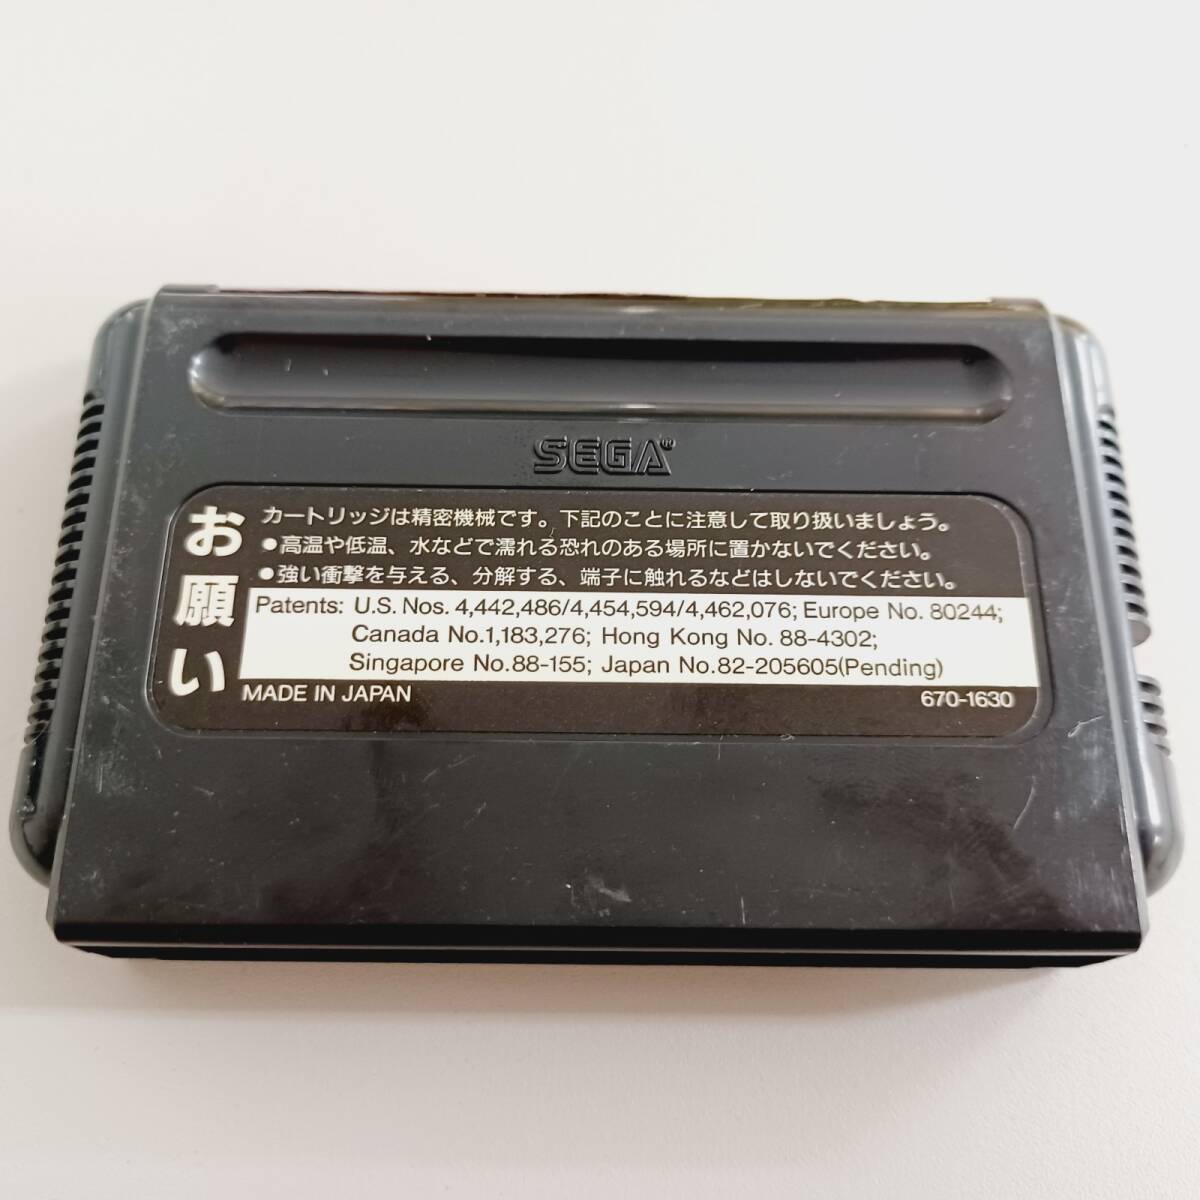 SEGA®
お願い
カートリッジは精密機械です。下記のことに注意して取り扱いましょう。
●高温や低温、水などで濡れる恐れのある場所に置かないでください。
●強い衝撃を与える、分解する、端子に触れるなどはしないでください。
Patents: U.S. Nos. 4,442,486/4,454,594/4,462,076; Europe No. 80244;
Canada No.1,183,276; Hong Kong No. 88-4302;
Singapore No.88-155; Japan No.82-205605(Pending)
MADE IN JAPAN
670-1630